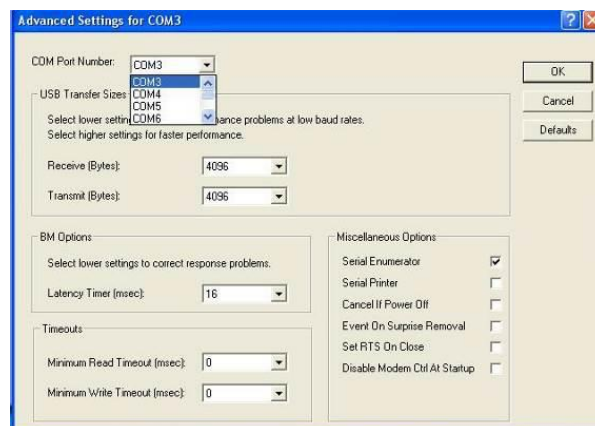 Advanced Settings for COM3
COM Port Number: COM3
COM3
COM4
COM5
COM6
OK
Cancel
Defaults
USB Transfer Sizes
Select lower settin ance problems at low baud rates.
Select higher settings for faster performance.
Receive (Bytes): 4096
Transmit (Bytes): 4096
BM Options
Select lower settings to correct response problems.
Latency Timer (msec): 16
Timeouts
Minimum Read Timeout (msec): 0
Minimum Write Timeout (msec): 0
Miscellaneous Options
Serial Enumerator
Serial Printer
Cancel If Power Off
Event On Surprise Removal
Set RTS On Close
Disable Modem Ctrl At Startup